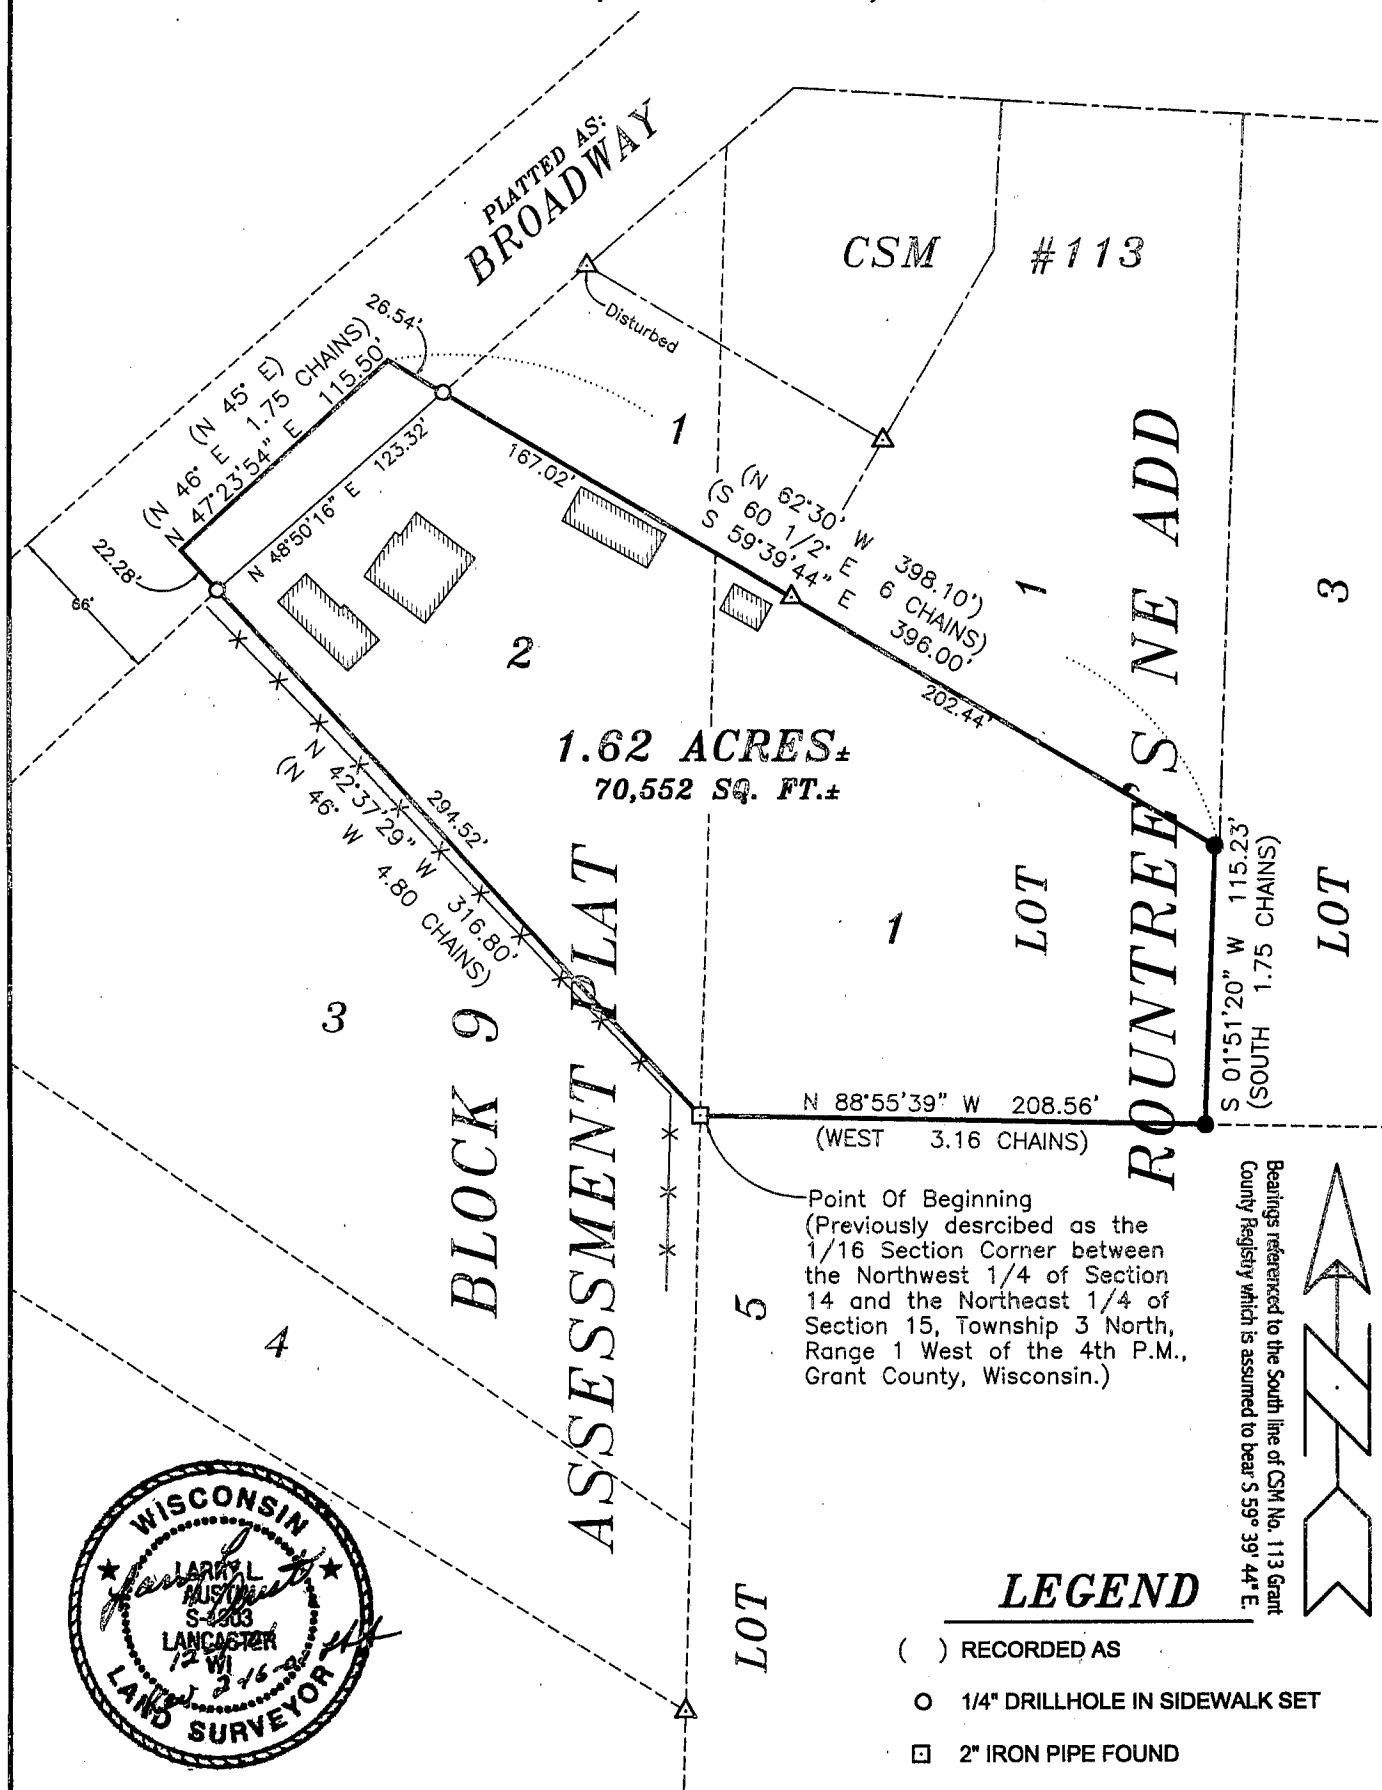 PLATTED AS:
BROADWAY
CSM #113
Disturbed
26.54'
(N 45° E)
(N 46° E 1.75 CHAINS)
N 47°23'54" E 115.50'
N 48°50'16" E 123.32'
22.28'
66'
167.02'
1
(N 62°30' W 398.10')
(S 60 1/2° E 6 CHAINS)
S 59°39'44" E 396.00'
202.44'
1
3
2
1.62 ACRES±
70,552 SQ. FT.±
294.52'
N 42°37'29" W 316.80'
(N 46° W 4.80 CHAINS)
1
LOT
ROUNTREE'S NE ADD
LOT
S 01°51'20" W 115.23'
(SOUTH 1.75 CHAINS)
3
BLOCK 9
ASSESSMENT PLAT
N 88°55'39" W 208.56'
(WEST 3.16 CHAINS)
Point Of Beginning
(Previously desrcibed as the
1/16 Section Corner between
the Northwest 1/4 of Section
14 and the Northeast 1/4 of
Section 15, Township 3 North,
Range 1 West of the 4th P.M.,
Grant County, Wisconsin.)
5
LOT
4
Bearings referenced to the South line of CSM No. 113 Grant
County Registry which is assumed to bear S 59° 39' 44" E.
WISCONSIN
LARRY L.
AUSTIN
LANCASTER
WI
LAND SURVEYOR
LEGEND
( ) RECORDED AS
1/4" DRILLHOLE IN SIDEWALK SET
2" IRON PIPE FOUND